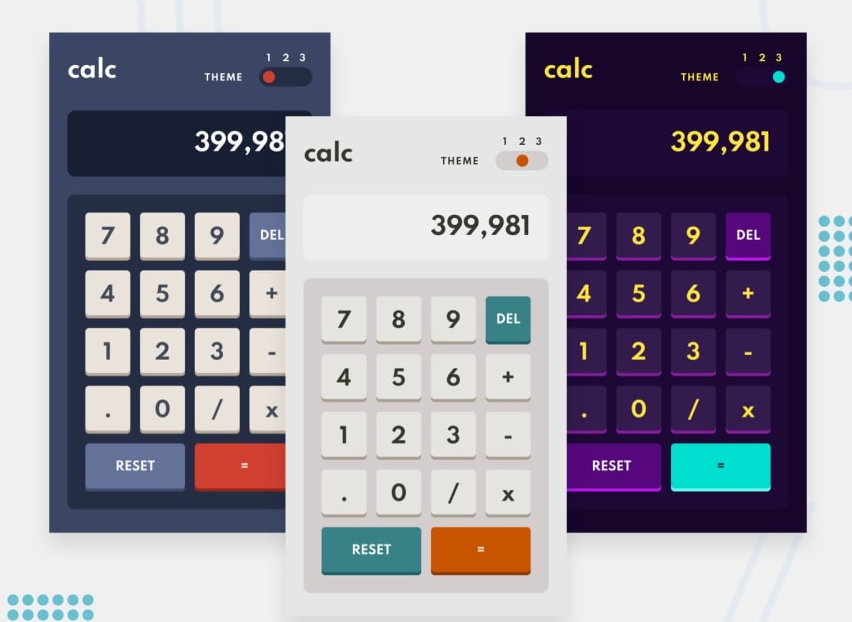 1 2 3
calc
THEME
399,98
7 8 9 DEL
4 5 6 +
1 2 3 -
. 0 / x
RESET =
1 2 3
calc
THEME
399,981
7 8 9 DEL
4 5 6 +
1 2 3 -
. 0 / x
RESET =
1 2 3
calc
THEME
399,981
7 8 9 DEL
4 5 6 +
1 2 3 -
. 0 / x
RESET =